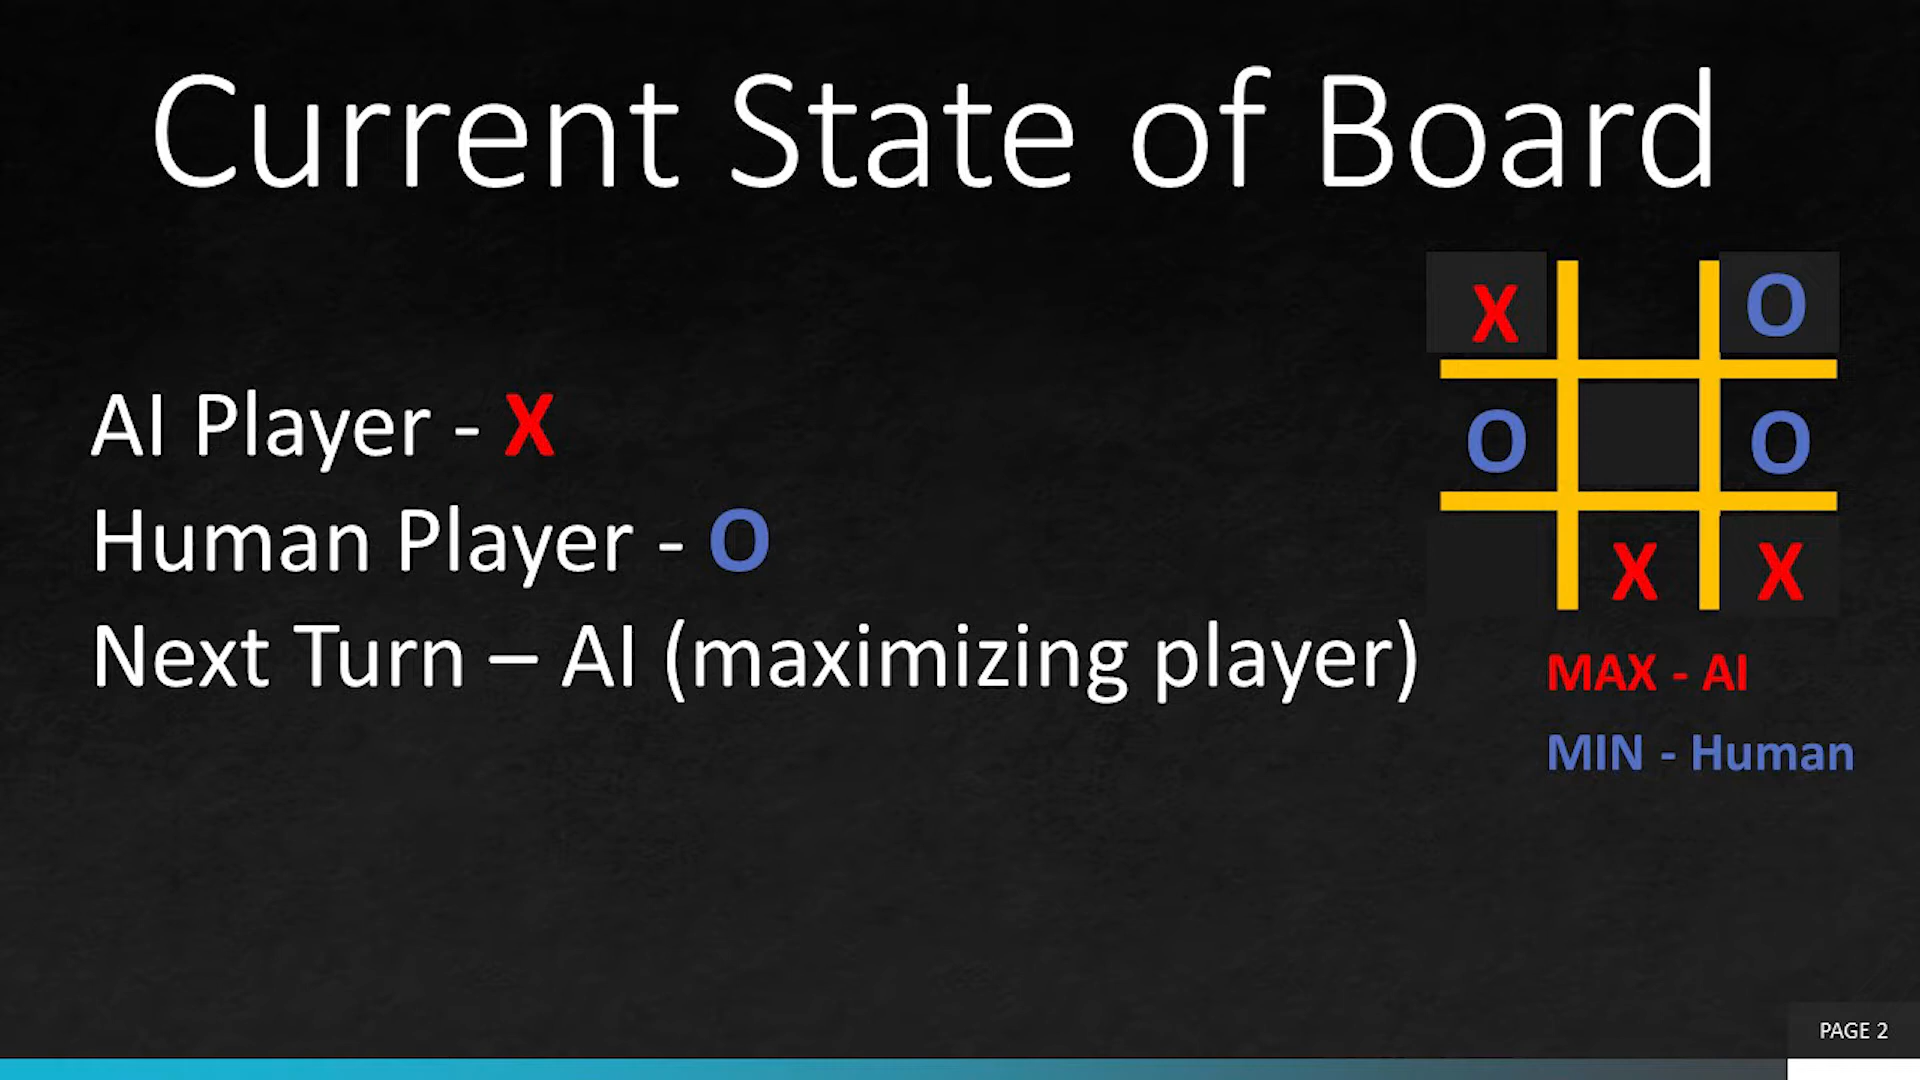 Current State of Board
X O
AI Player - X
O O
Human Player - O
X X
Next Turn – AI (maximizing player)
MAX - AI
MIN - Human
PAGE 2